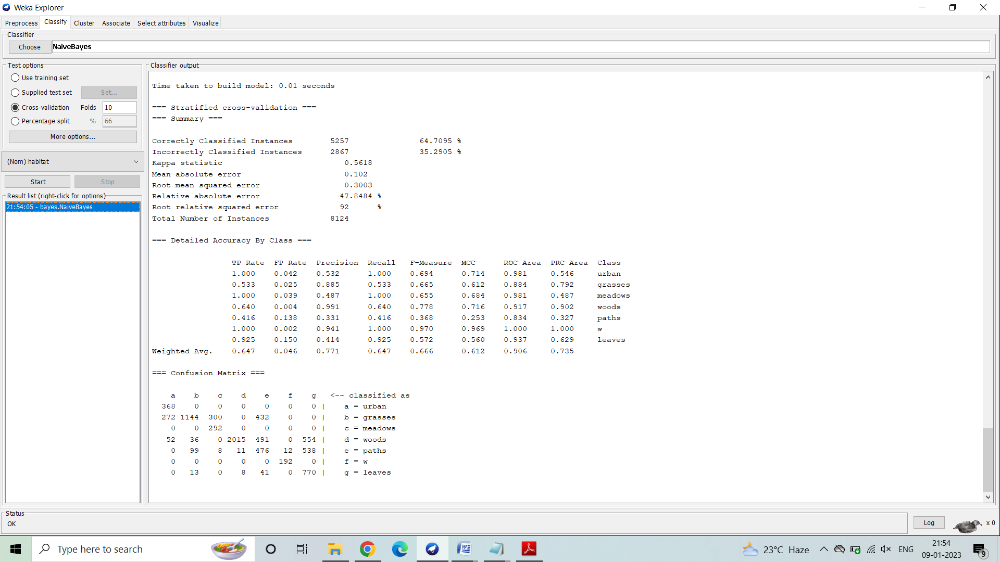 Weka Explorer
Preprocess Classify Cluster Associate Select attributes Visualize
Classifier
Choose NaiveBayes
Test options
Use training set
Supplied test set Set...
Cross-validation Folds 10
Percentage split % 66
More options...
(Nom) habitat
Start Stop
Result list (right-click for options)
21:54:05 - bayes.NaiveBayes
Classifier output
Time taken to build model: 0.01 seconds
=== Stratified cross-validation ===
=== Summary ===
Correctly Classified Instances 5257 64.7095 %
Incorrectly Classified Instances 2867 35.2905 %
Kappa statistic 0.5618
Mean absolute error 0.102
Root mean squared error 0.3003
Relative absolute error 47.8484 %
Root relative squared error 92 %
Total Number of Instances 8124
=== Detailed Accuracy By Class ===
TP Rate FP Rate Precision Recall F-Measure MCC ROC Area PRC Area Class
1.000 0.042 0.532 1.000 0.694 0.714 0.981 0.546 urban
0.533 0.025 0.885 0.533 0.665 0.612 0.884 0.792 grasses
1.000 0.039 0.487 1.000 0.655 0.684 0.981 0.487 meadows
0.640 0.004 0.991 0.640 0.778 0.716 0.917 0.902 woods
0.416 0.138 0.331 0.416 0.368 0.253 0.834 0.327 paths
1.000 0.002 0.941 1.000 0.970 0.969 1.000 1.000 w
0.925 0.150 0.414 0.925 0.572 0.560 0.937 0.629 leaves
Weighted Avg. 0.647 0.046 0.771 0.647 0.666 0.612 0.906 0.735
=== Confusion Matrix ===
a b c d e f g <-- classified as
368 0 0 0 0 0 0 | a = urban
272 1144 300 0 432 0 0 | b = grasses
0 0 292 0 0 0 0 | c = meadows
52 36 0 2015 491 0 554 | d = woods
0 99 8 11 476 12 538 | e = paths
0 0 0 0 0 192 0 | f = w
0 13 0 8 41 0 770 | g = leaves
Status
OK
Log x 0
Type here to search
23°C Haze
ENG
21:54
09-01-2023
9